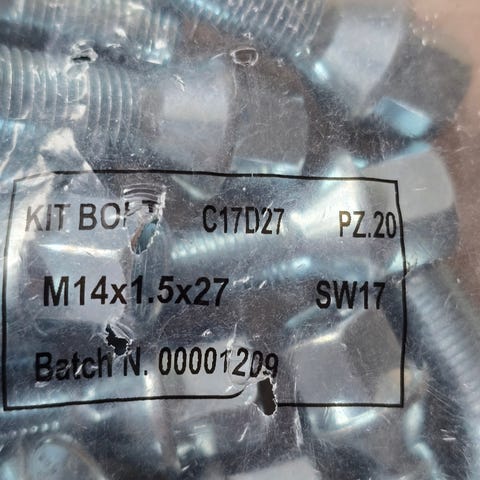 KIT BOLT C17D27 PZ.20
M14x1.5x27 SW17
Batch N. 00001209